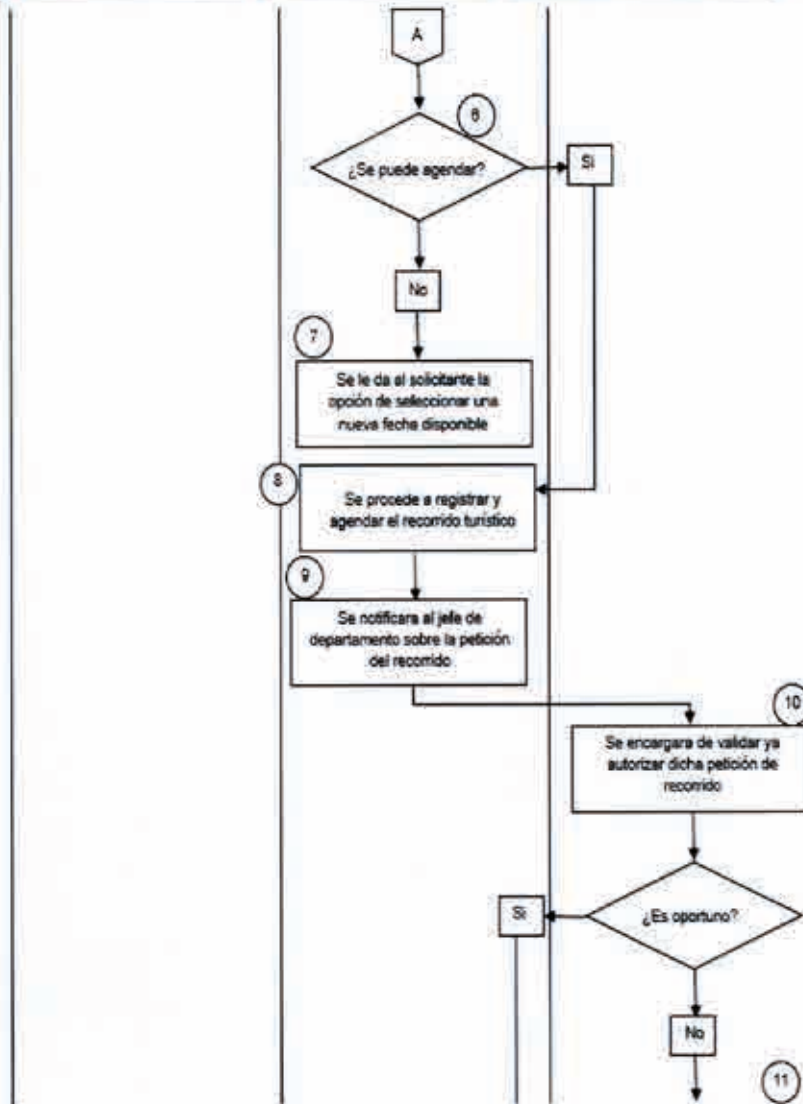 A
6
¿Se puede agendar?
Si
No
7
Se le da al solicitante la
opción de seleccionar una
nueva fecha disponible
8
Se procede a registrar y
agendar el recorrido turístico
9
Se notificara al jefe de
departamento sobre la petición
del recorrido
10
Se encargara de validar ya
autorizar dicha petición de
recorrido
¿Es oportuno?
Si
No
11